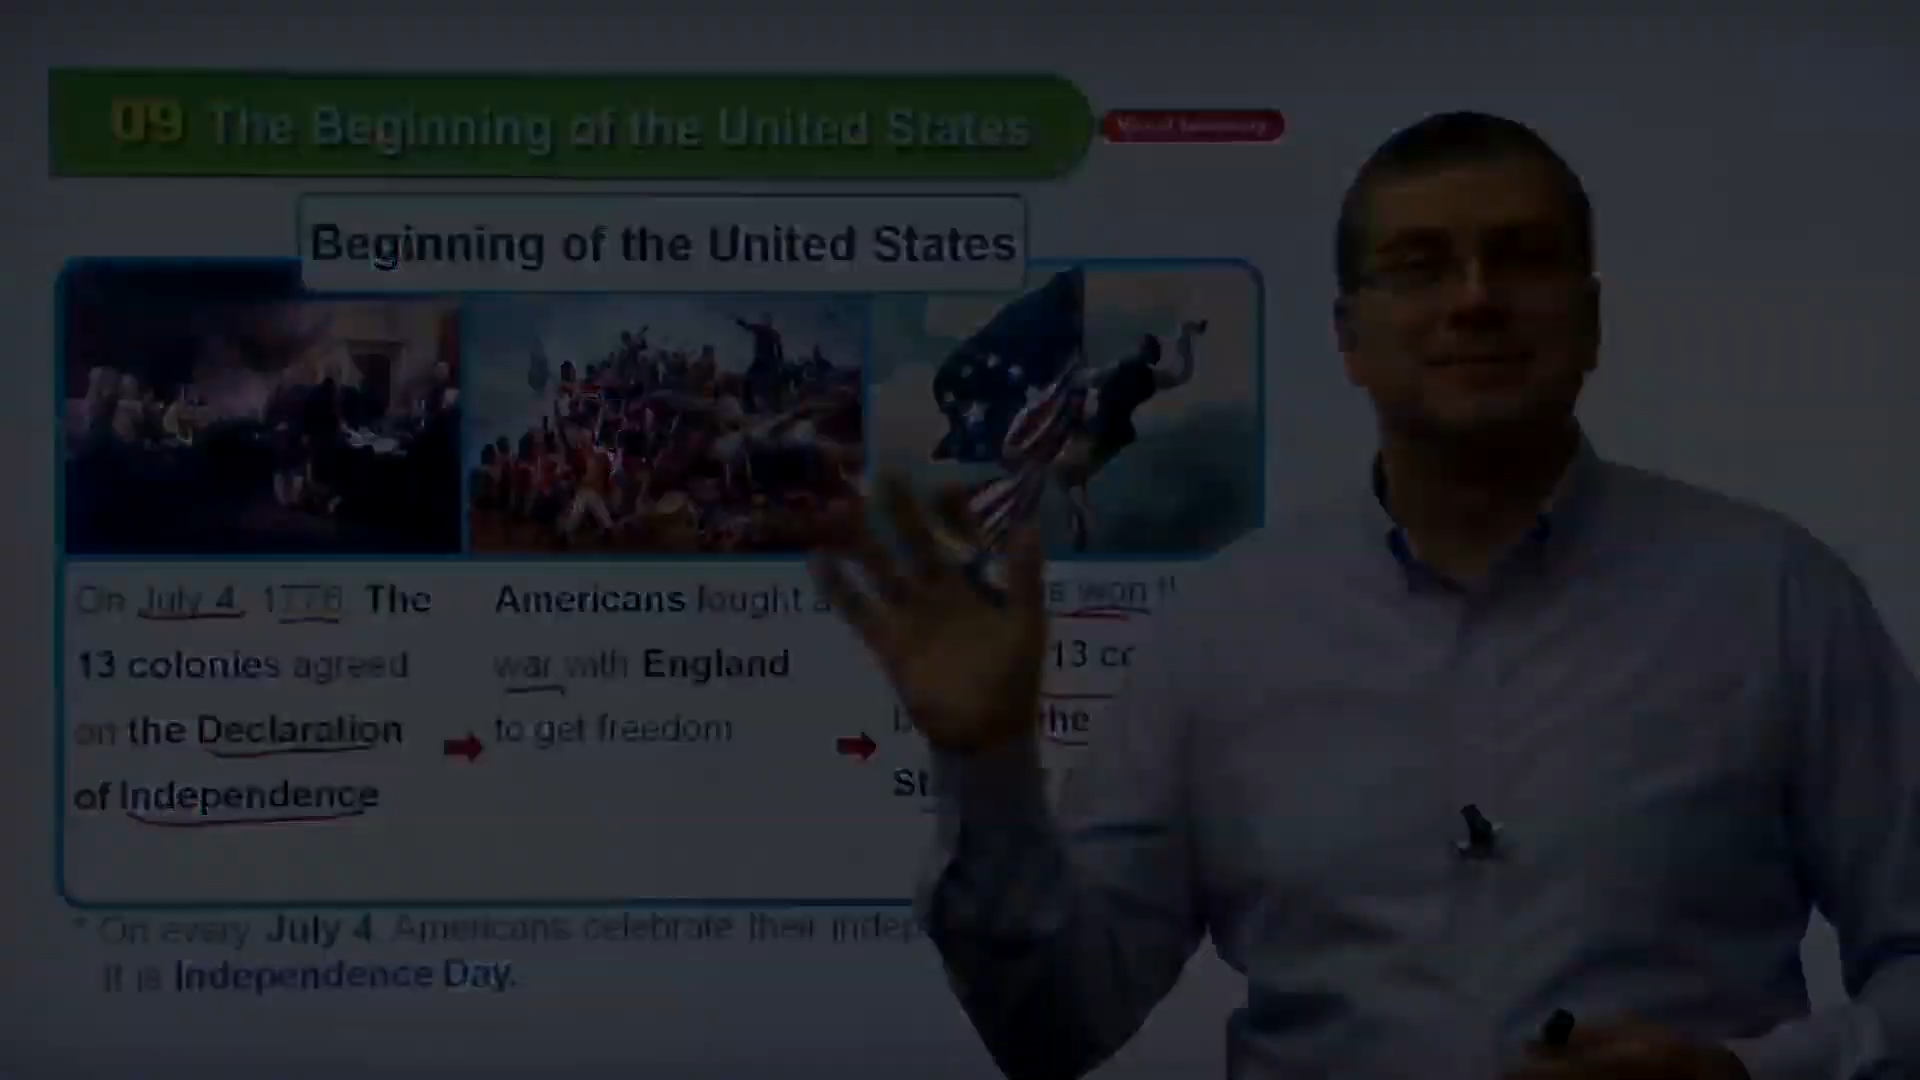 09 The Beginning of the United States
Visual Summary
Beginning of the United States
On July 4, 1776, The
13 colonies agreed
on the Declaration
of Independence
Americans fought a
war with England
to get freedom
won
13
the
* On every July 4, Americans celebrate their
It is Independence Day.